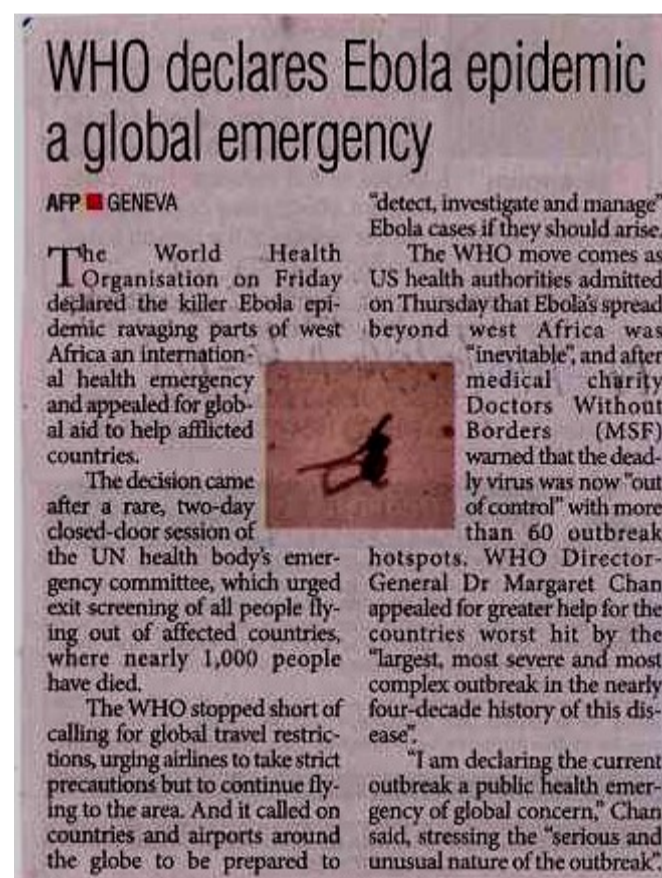 WHO declares Ebola epidemic
a global emergency
AFP ■ GENEVA
The World Health
Organisation on Friday
declared the killer Ebola epi-
demic ravaging parts of west
Africa an internation-
al health emergency
and appealed for glob-
al aid to help afflicted
countries.
The decision came
after a rare, two-day
closed-door session of
the UN health body's emer-
gency committee, which urged
exit screening of all people fly-
ing out of affected countries,
where nearly 1,000 people
have died.
The WHO stopped short of
calling for global travel restric-
tions, urging airlines to take strict
precautions but to continue fly-
ing to the area. And it called on
countries and airports around
the globe to be prepared to
"detect, investigate and manage"
Ebola cases if they should arise.
The WHO move comes as
US health authorities admitted
on Thursday that Ebola's spread
beyond west Africa was
"inevitable", and after
medical charity
Doctors Without
Borders (MSF)
warned that the dead-
ly virus was now "out
of control" with more
than 60 outbreak
hotspots. WHO Director-
General Dr Margaret Chan
appealed for greater help for the
countries worst hit by the
"largest, most severe and most
complex outbreak in the nearly
four-decade history of this dis-
ease".
"I am declaring the current
outbreak a public health emer-
gency of global concern," Chan
said, stressing the "serious and
unusual nature of the outbreak".